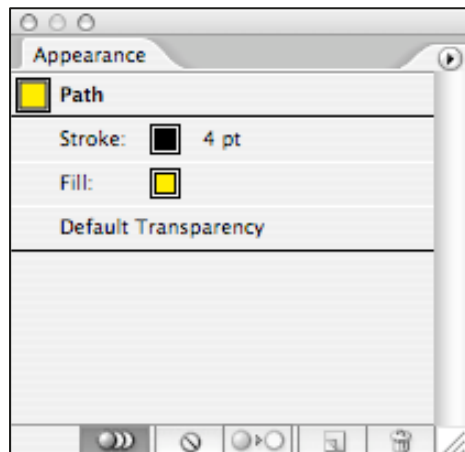 Appearance
Path
Stroke: 4 pt
Fill:
Default Transparency